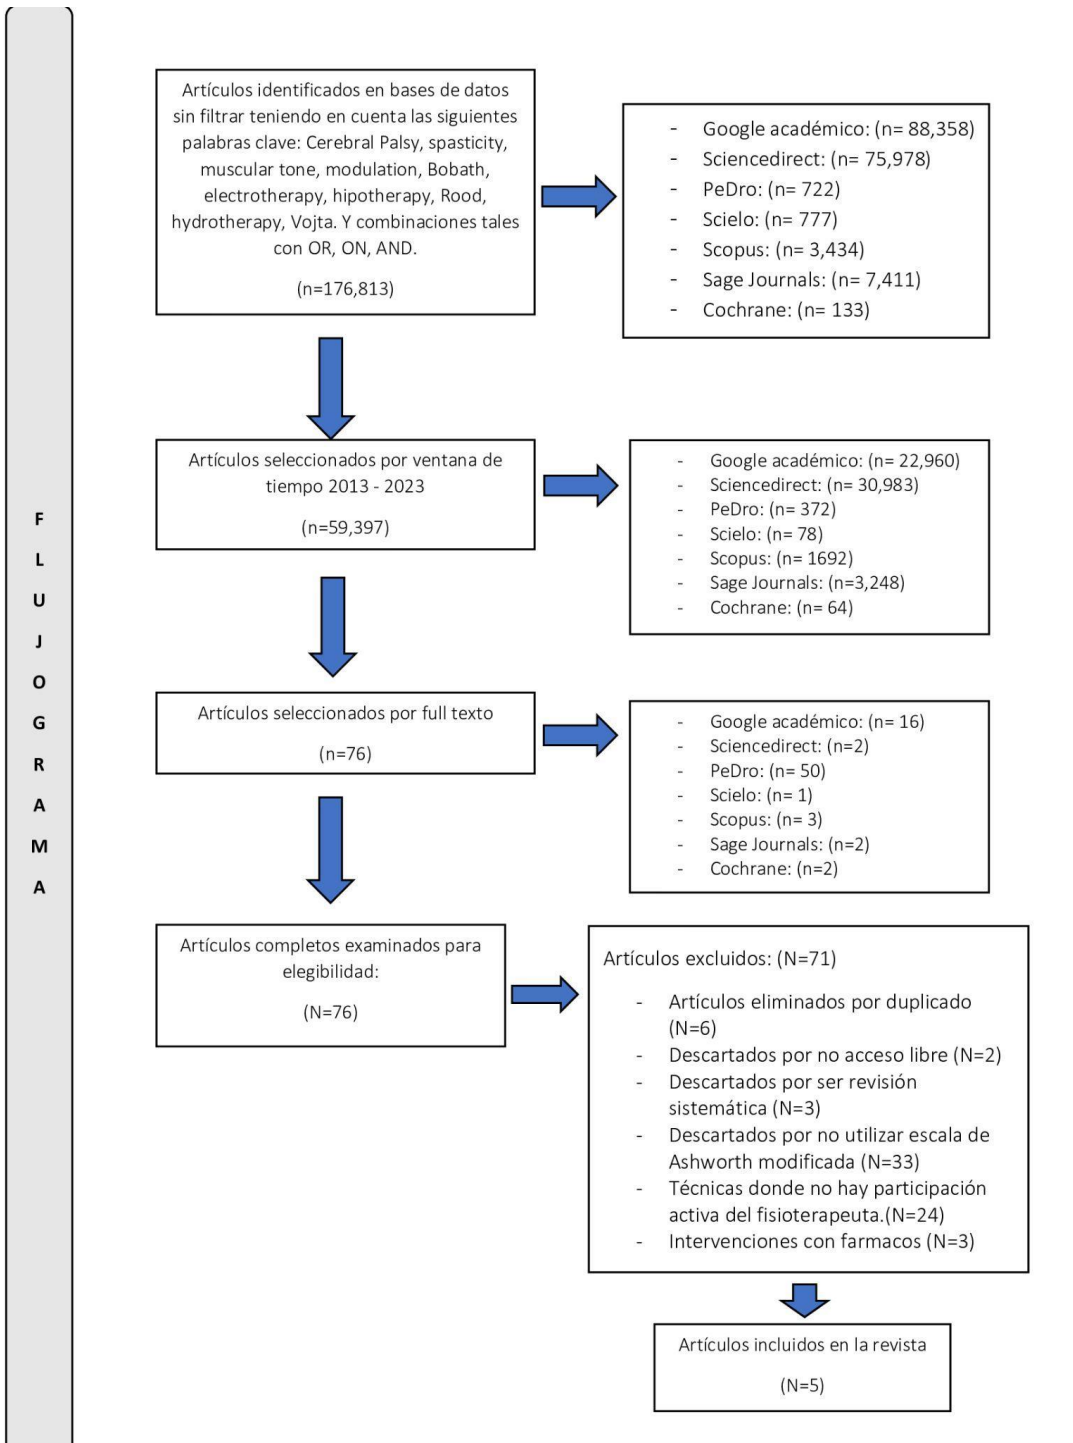 F
L
U
J
O
G
R
A
M
A
Artículos identificados en bases de datos
sin filtrar teniendo en cuenta las siguientes
palabras clave: Cerebral Palsy, spasticity,
muscular tone, modulation, Bobath,
electrotherapy, hipotherapy, Rood,
hydrotherapy, Vojta. Y combinaciones tales
con OR, ON, AND.
(n=176,813)
- Google académico: (n= 88,358)
- Sciencedirect: (n= 75,978)
- PeDro: (n= 722)
- Scielo: (n= 777)
- Scopus: (n= 3,434)
- Sage Journals: (n= 7,411)
- Cochrane: (n= 133)
Artículos seleccionados por ventana de
tiempo 2013 - 2023
(n=59,397)
- Google académico: (n= 22,960)
- Sciencedirect: (n= 30,983)
- PeDro: (n= 372)
- Scielo: (n= 78)
- Scopus: (n= 1692)
- Sage Journals: (n=3,248)
- Cochrane: (n= 64)
Artículos seleccionados por full texto
(n=76)
- Google académico: (n= 16)
- Sciencedirect: (n=2)
- PeDro: (n= 50)
- Scielo: (n= 1)
- Scopus: (n= 3)
- Sage Journals: (n=2)
- Cochrane: (n=2)
Artículos completos examinados para
elegibilidad:
(N=76)
Artículos excluidos: (N=71)
- Artículos eliminados por duplicado
(N=6)
- Descartados por no acceso libre (N=2)
- Descartados por ser revisión
sistemática (N=3)
- Descartados por no utilizar escala de
Ashworth modificada (N=33)
- Técnicas donde no hay participación
activa del fisioterapeuta.(N=24)
- Intervenciones con farmacos (N=3)
Artículos incluidos en la revista
(N=5)